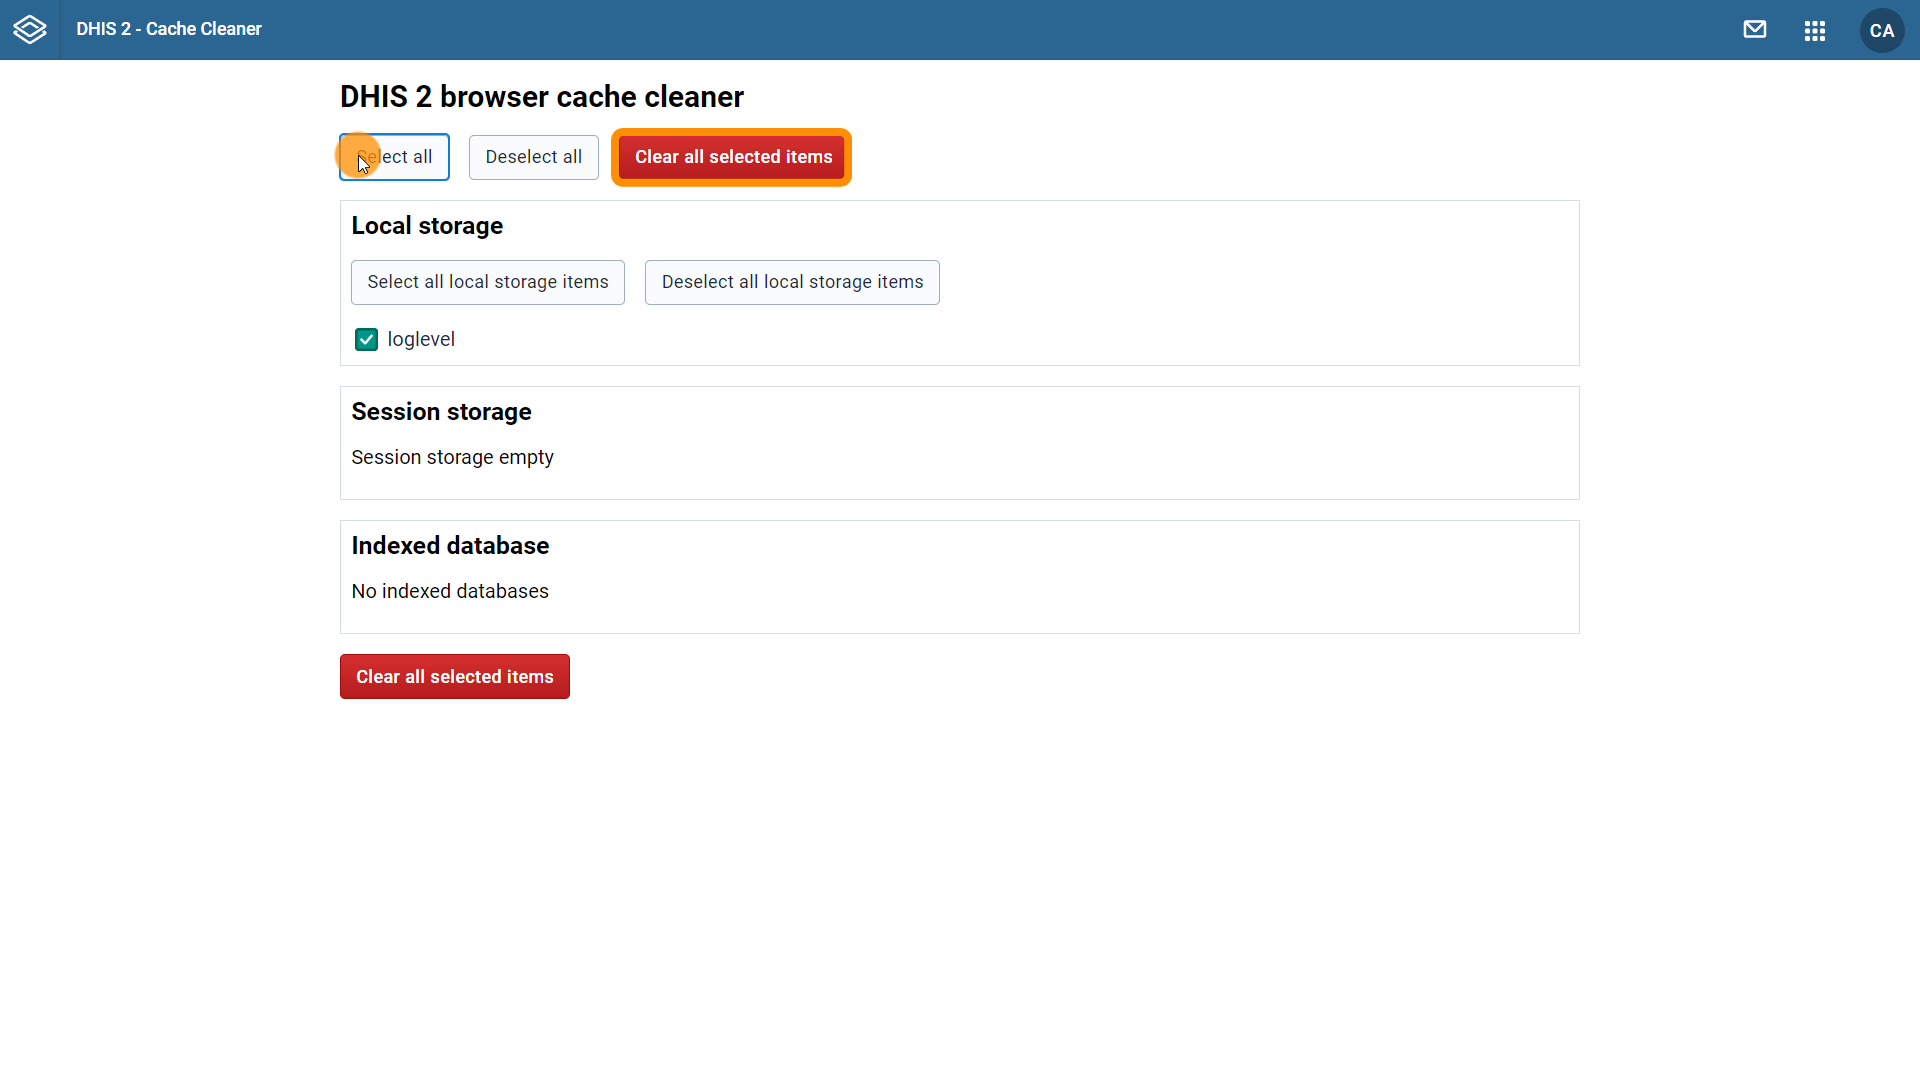 DHIS 2 - Cache Cleaner
CA
DHIS 2 browser cache cleaner
Select all
Deselect all
Clear all selected items
Local storage
Select all local storage items
Deselect all local storage items
loglevel
Session storage
Session storage empty
Indexed database
No indexed databases
Clear all selected items